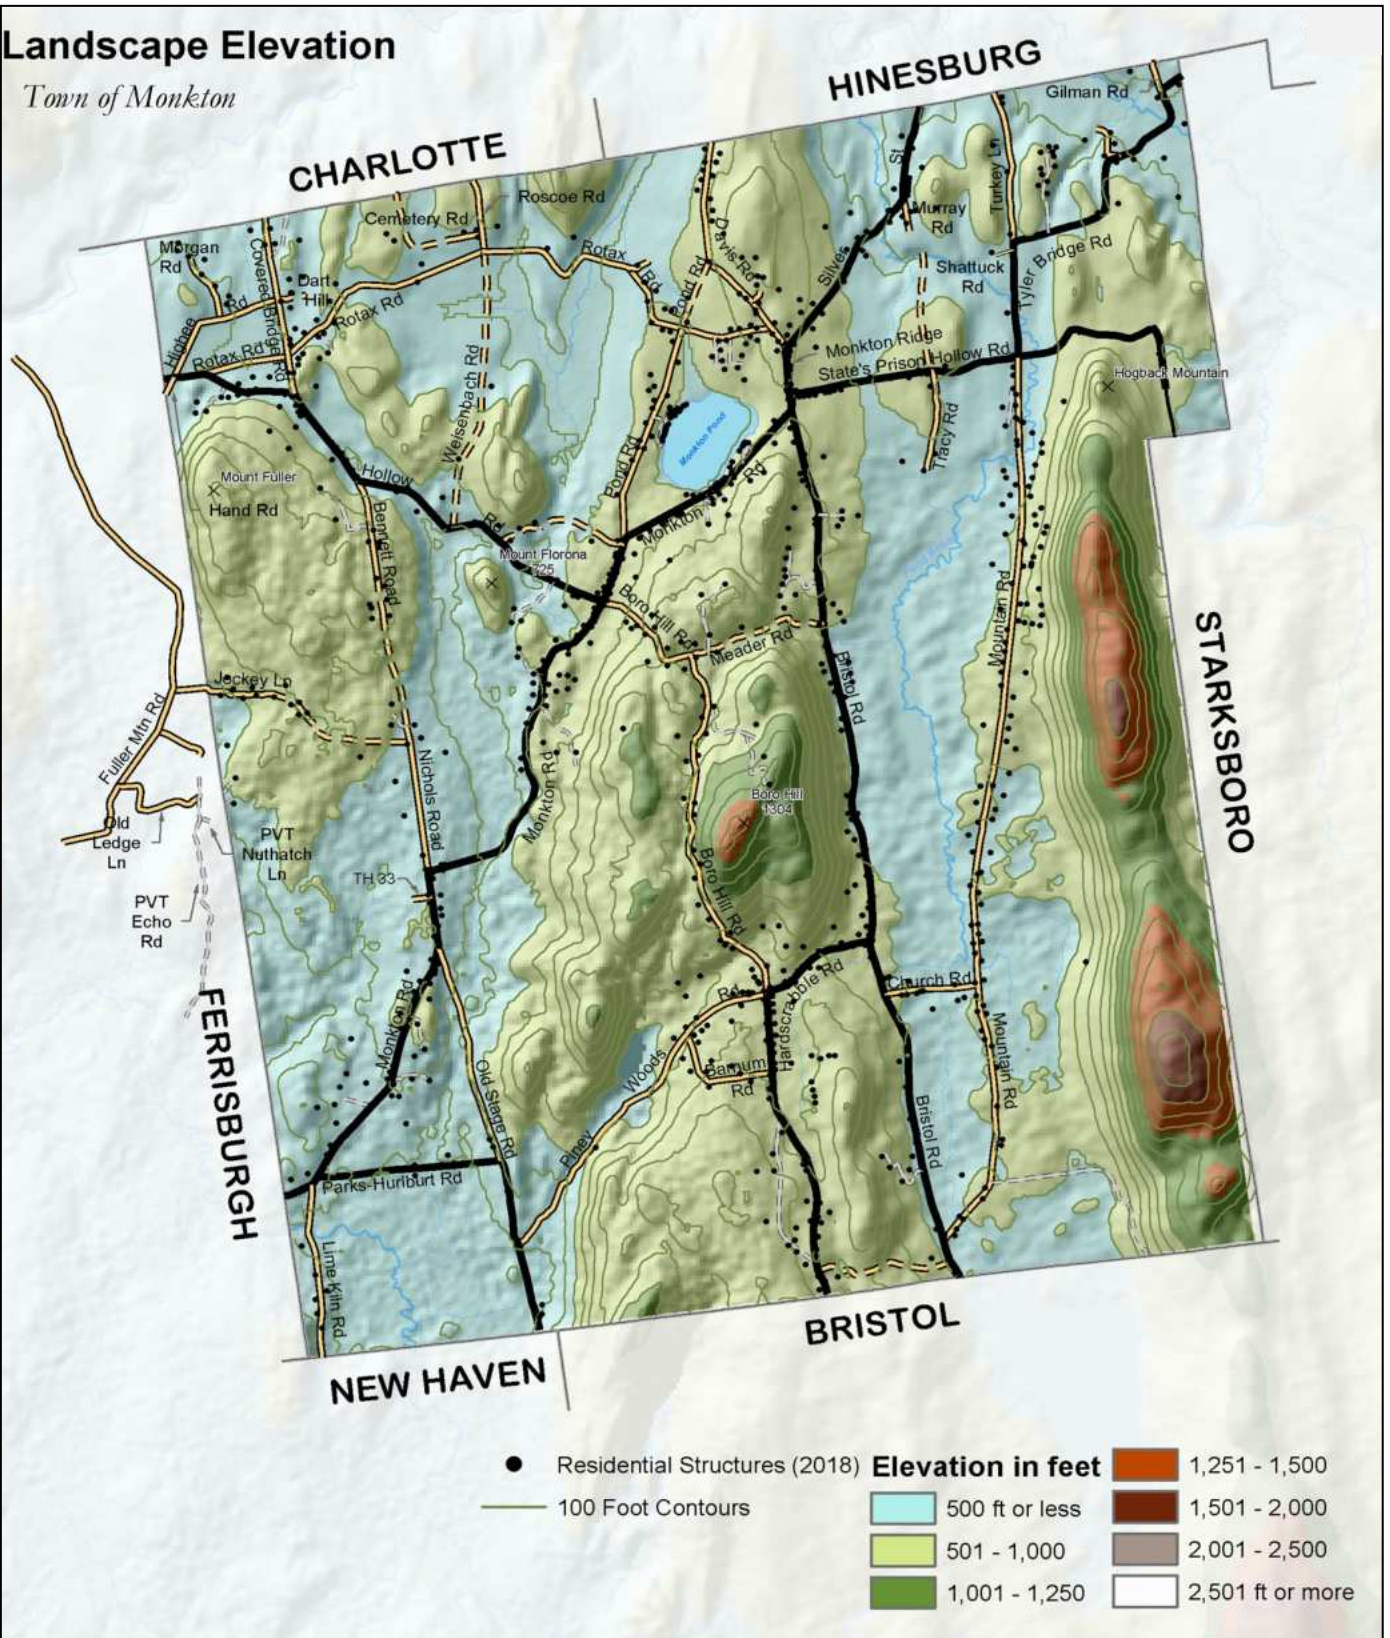 Landscape Elevation
Town of Monkton
HINESBURG
CHARLOTTE
Gilman Rd
Roscoe Rd
Cemetery Rd
Morgan
Rd
Covered Bridge Rd
Dart
Hill
Rd
Rotax Rd
Rotax Rd
Davis Rd
Pond Rd
Silver
St
Murray
Rd
Turkey Ln
Shattuck
Rd
Tyler Bridge Rd
Higbee
Rotax Rd
Monkton Ridge
State's Prison Hollow Rd
Hogback Mountain
Weisenbach Rd
Monkton Pond
Tracy Rd
Pond Rd
Hollow
Rd
Mount Fuller
Hand Rd
Bennett Road
Monkton
Rd
Mount Florona
725
Boro Hill Rd
Meader Rd
Mountain Rd
STARKSBORO
Bristol Rd
Jockey Ln
Fuller Mtn Rd
Nichols Road
Monkton Rd
Boro Hill
1304
Old
Ledge
Ln
PVT
Nuthatch
Ln
TH 33
Boro Hill Rd
PVT
Echo
Rd
FERRISBURGH
Monkton Rd
Rd
Hardscrabble Rd
Church Rd
Mountain Rd
Woods
Barnum
Rd
Hardsc
Old Stage Rd
Piney
Bristol Rd
Parks-Hurlburt Rd
Lime Kiln Rd
BRISTOL
NEW HAVEN
Residential Structures (2018)
100 Foot Contours
Elevation in feet
500 ft or less
501 - 1,000
1,001 - 1,250
1,251 - 1,500
1,501 - 2,000
2,001 - 2,500
2,501 ft or more